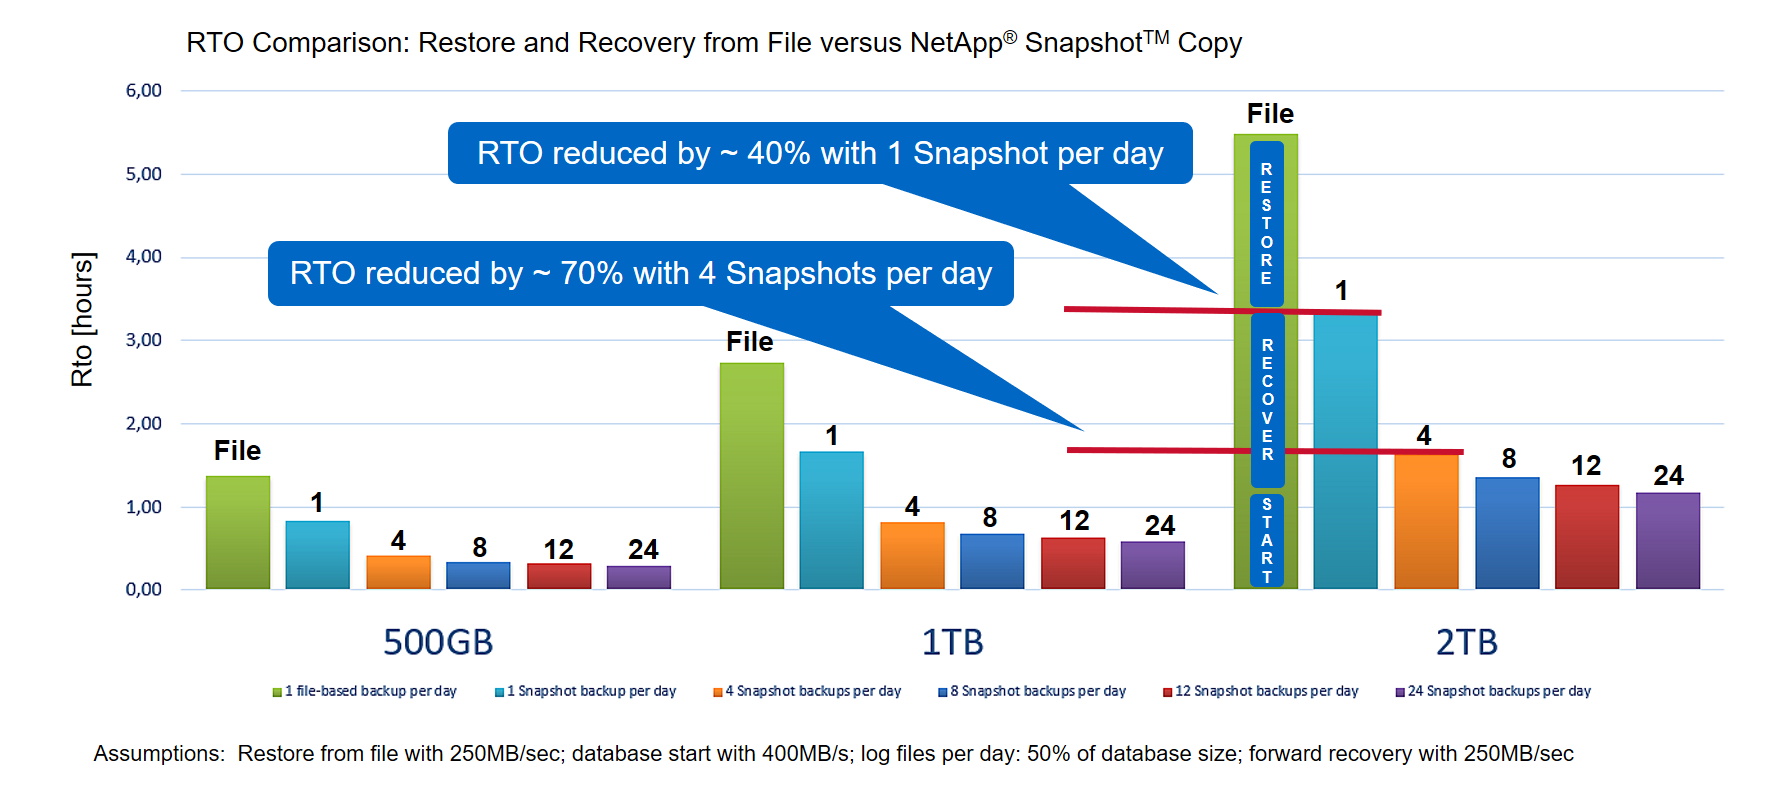 RTO Comparison: Restore and Recovery from File versus NetApp® Snapshot™ Copy
6,00
5,00
4,00
3,00
2,00
1,00
0,00
Rto [hours]
RTO reduced by ~ 40% with 1 Snapshot per day
RTO reduced by ~ 70% with 4 Snapshots per day
File
1
4
8
12
24
File
1
4
8
12
24
File
RESTORE
RECOVER
START
1
4
8
12
24
500GB
1TB
2TB
1 file-based backup per day
1 Snapshot backup per day
4 Snapshot backups per day
8 Snapshot backups per day
12 Snapshot backups per day
24 Snapshot backups per day
Assumptions: Restore from file with 250MB/sec; database start with 400MB/s; log files per day: 50% of database size; forward recovery with 250MB/sec